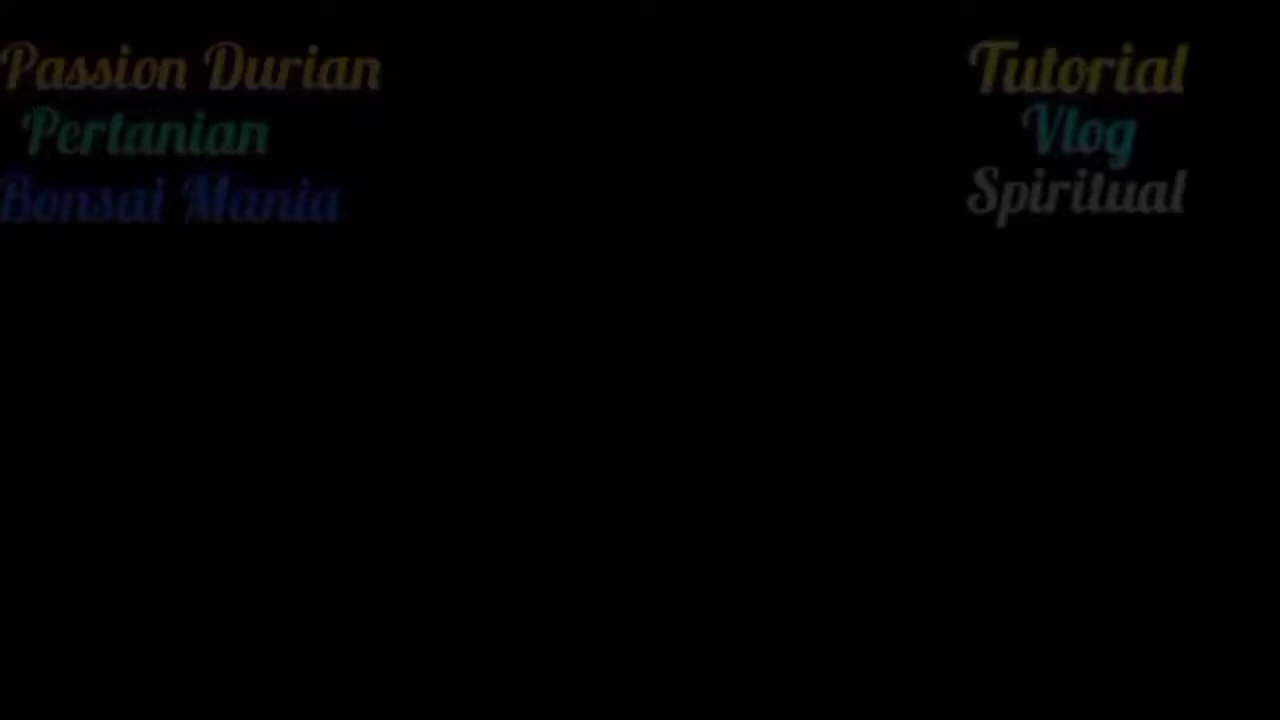 Passion Durian
Pertanian
Bonsai Mania
Tutorial
Vlog
Spiritual